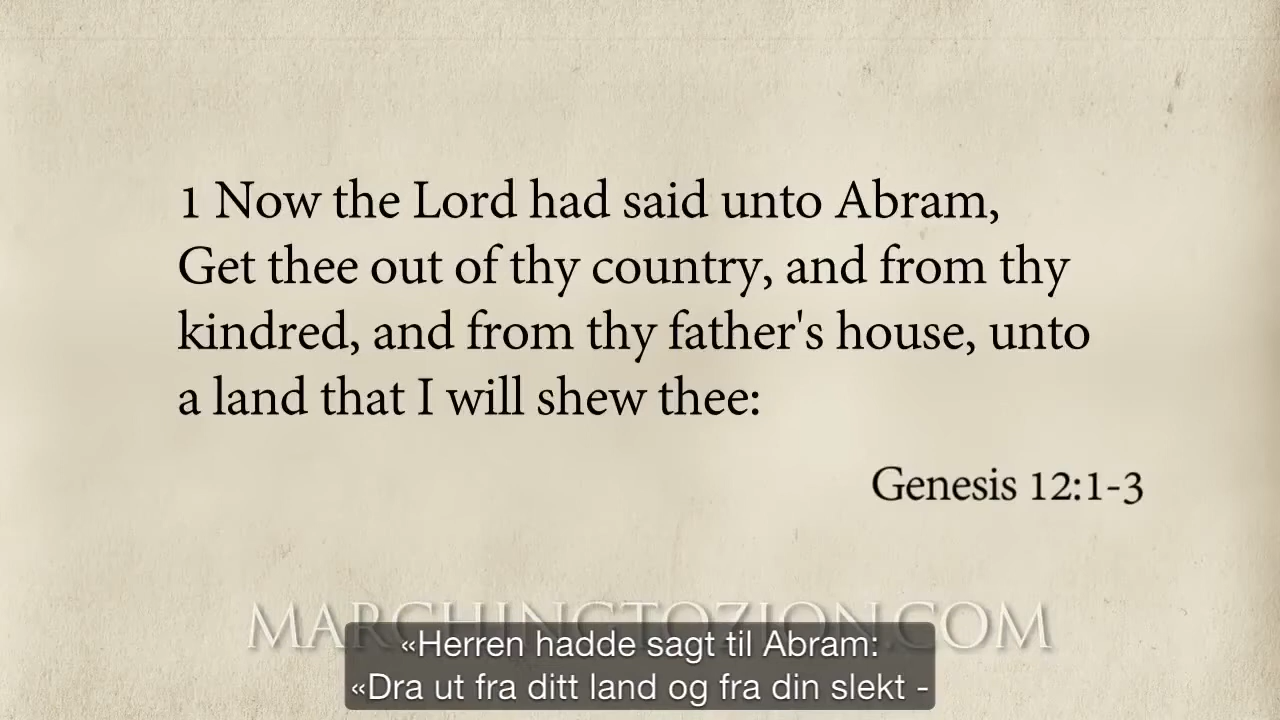 1 Now the Lord had said unto Abram,
Get thee out of thy country, and from thy
kindred, and from thy father's house, unto
a land that I will shew thee:
Genesis 12:1-3
MARCHINGTOZION.COM
«Herren hadde sagt til Abram:
«Dra ut fra ditt land og fra din slekt -